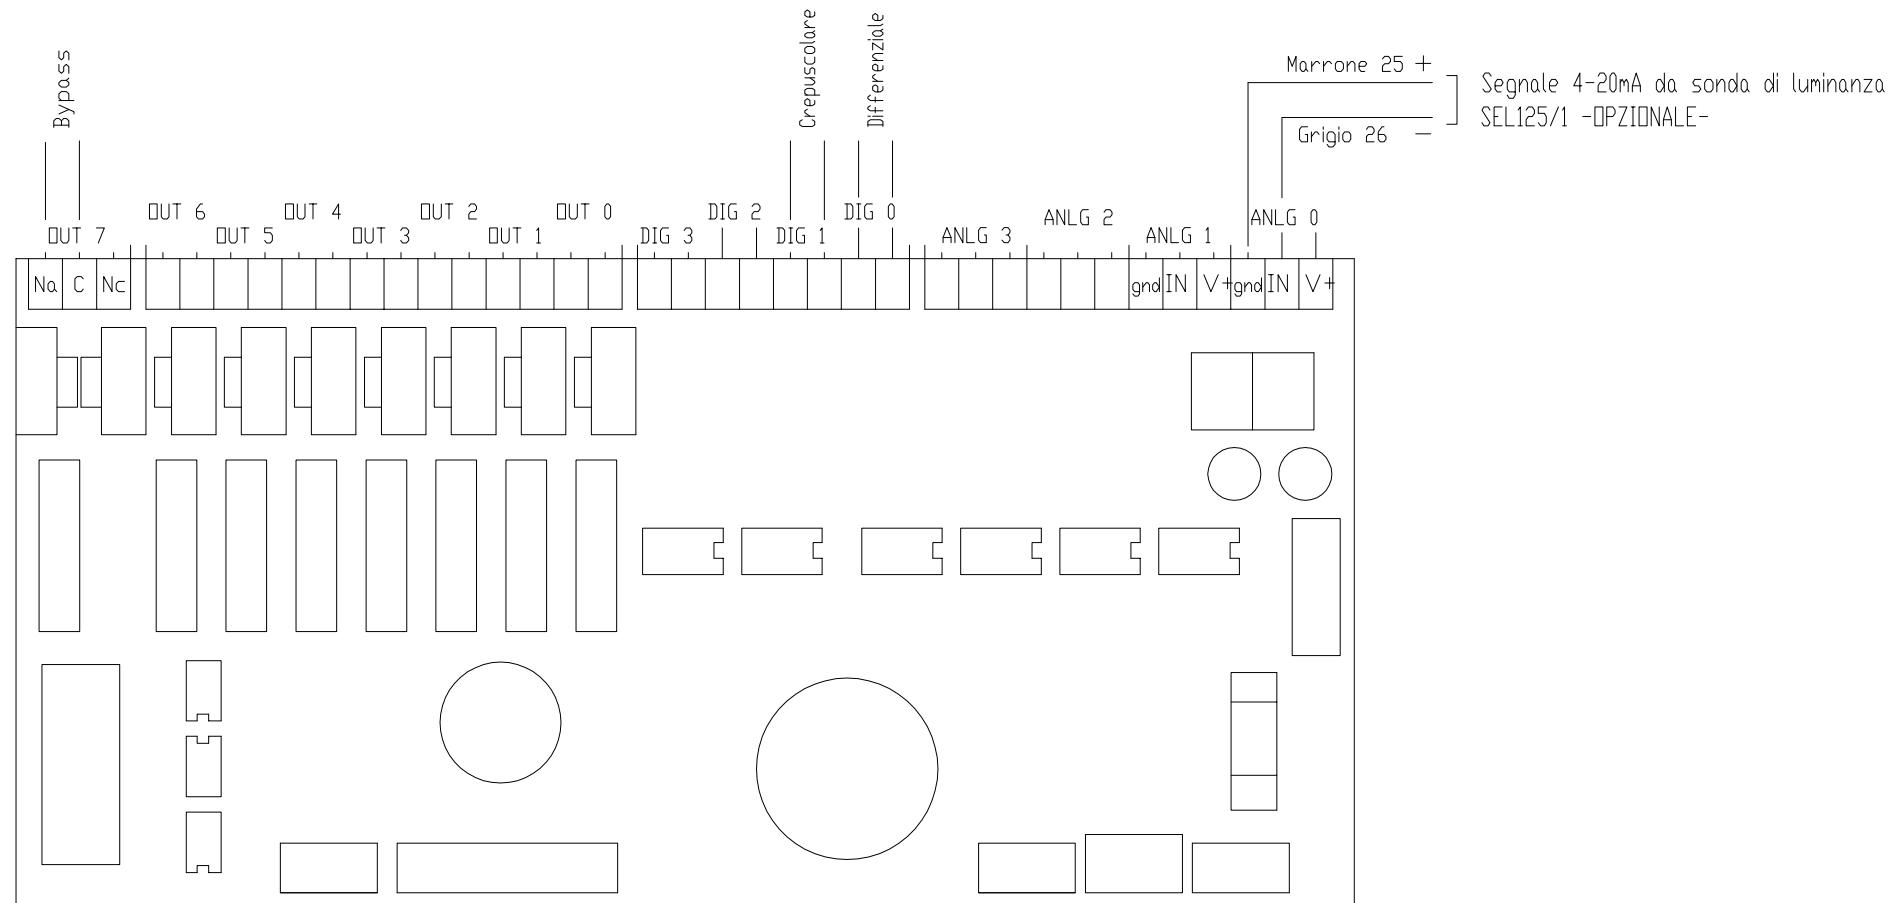 Bypass
Crepuscolare
Differenziale
Marrone 25 +
Segnale 4-20mA da sonda di luminanza
SEL125/1 -OPZIONALE-
Grigio 26 -
OUT 6 OUT 4 OUT 2 OUT 0 DIG 2 DIG 0 ANLG 2 ANLG 0
OUT 7 OUT 5 OUT 3 OUT 1 DIG 3 DIG 1 ANLG 3 ANLG 1
Na C Nc gnd IN V+ gnd IN V+